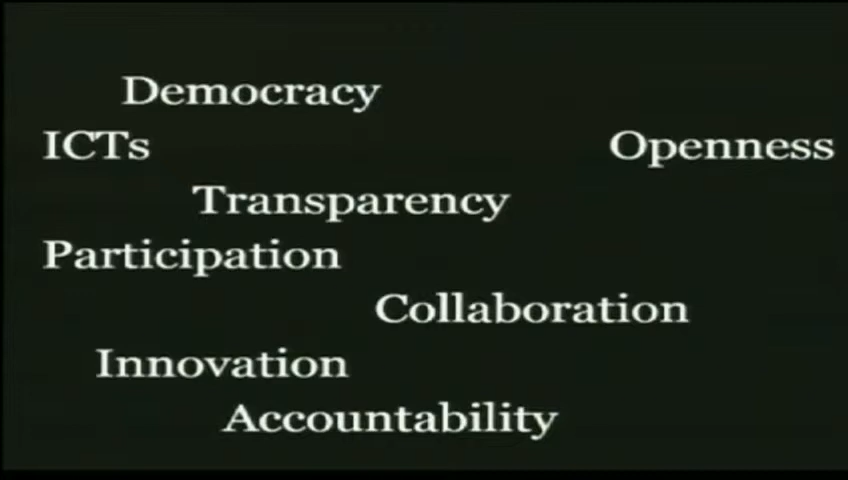 Democracy
ICTs Openness
Transparency
Participation
Collaboration
Innovation
Accountability